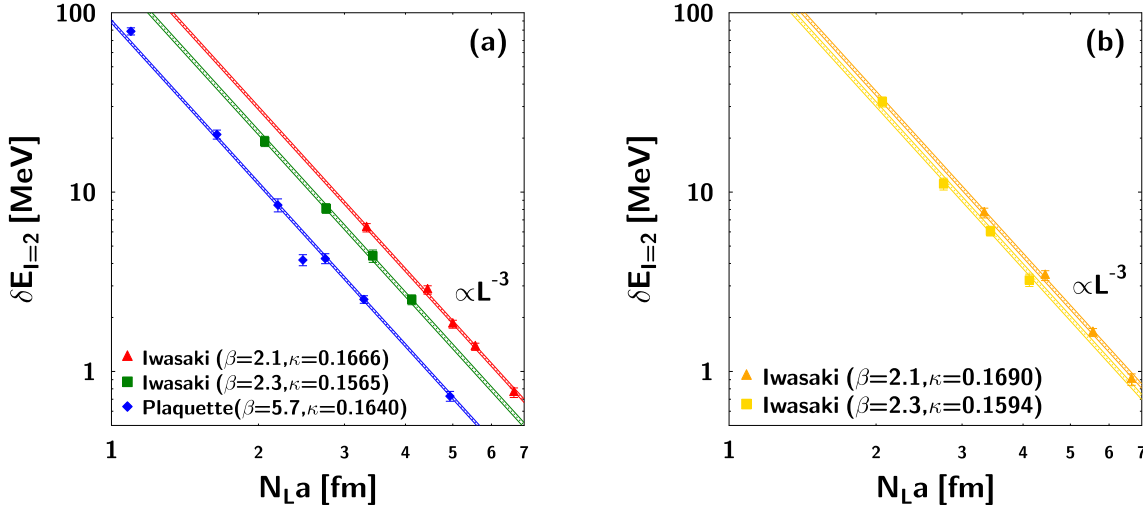 (a)
100
10
1
δE_{I=2} [MeV]
∝L^{-3}
Iwasaki (β=2.1,κ=0.1666)
Iwasaki (β=2.3,κ=0.1565)
Plaquette(β=5.7,κ=0.1640)
1 2 3 4 5 6 7
N_L a [fm]
(b)
100
10
1
δE_{I=2} [MeV]
∝L^{-3}
Iwasaki (β=2.1,κ=0.1690)
Iwasaki (β=2.3,κ=0.1594)
1 2 3 4 5 6 7
N_L a [fm]